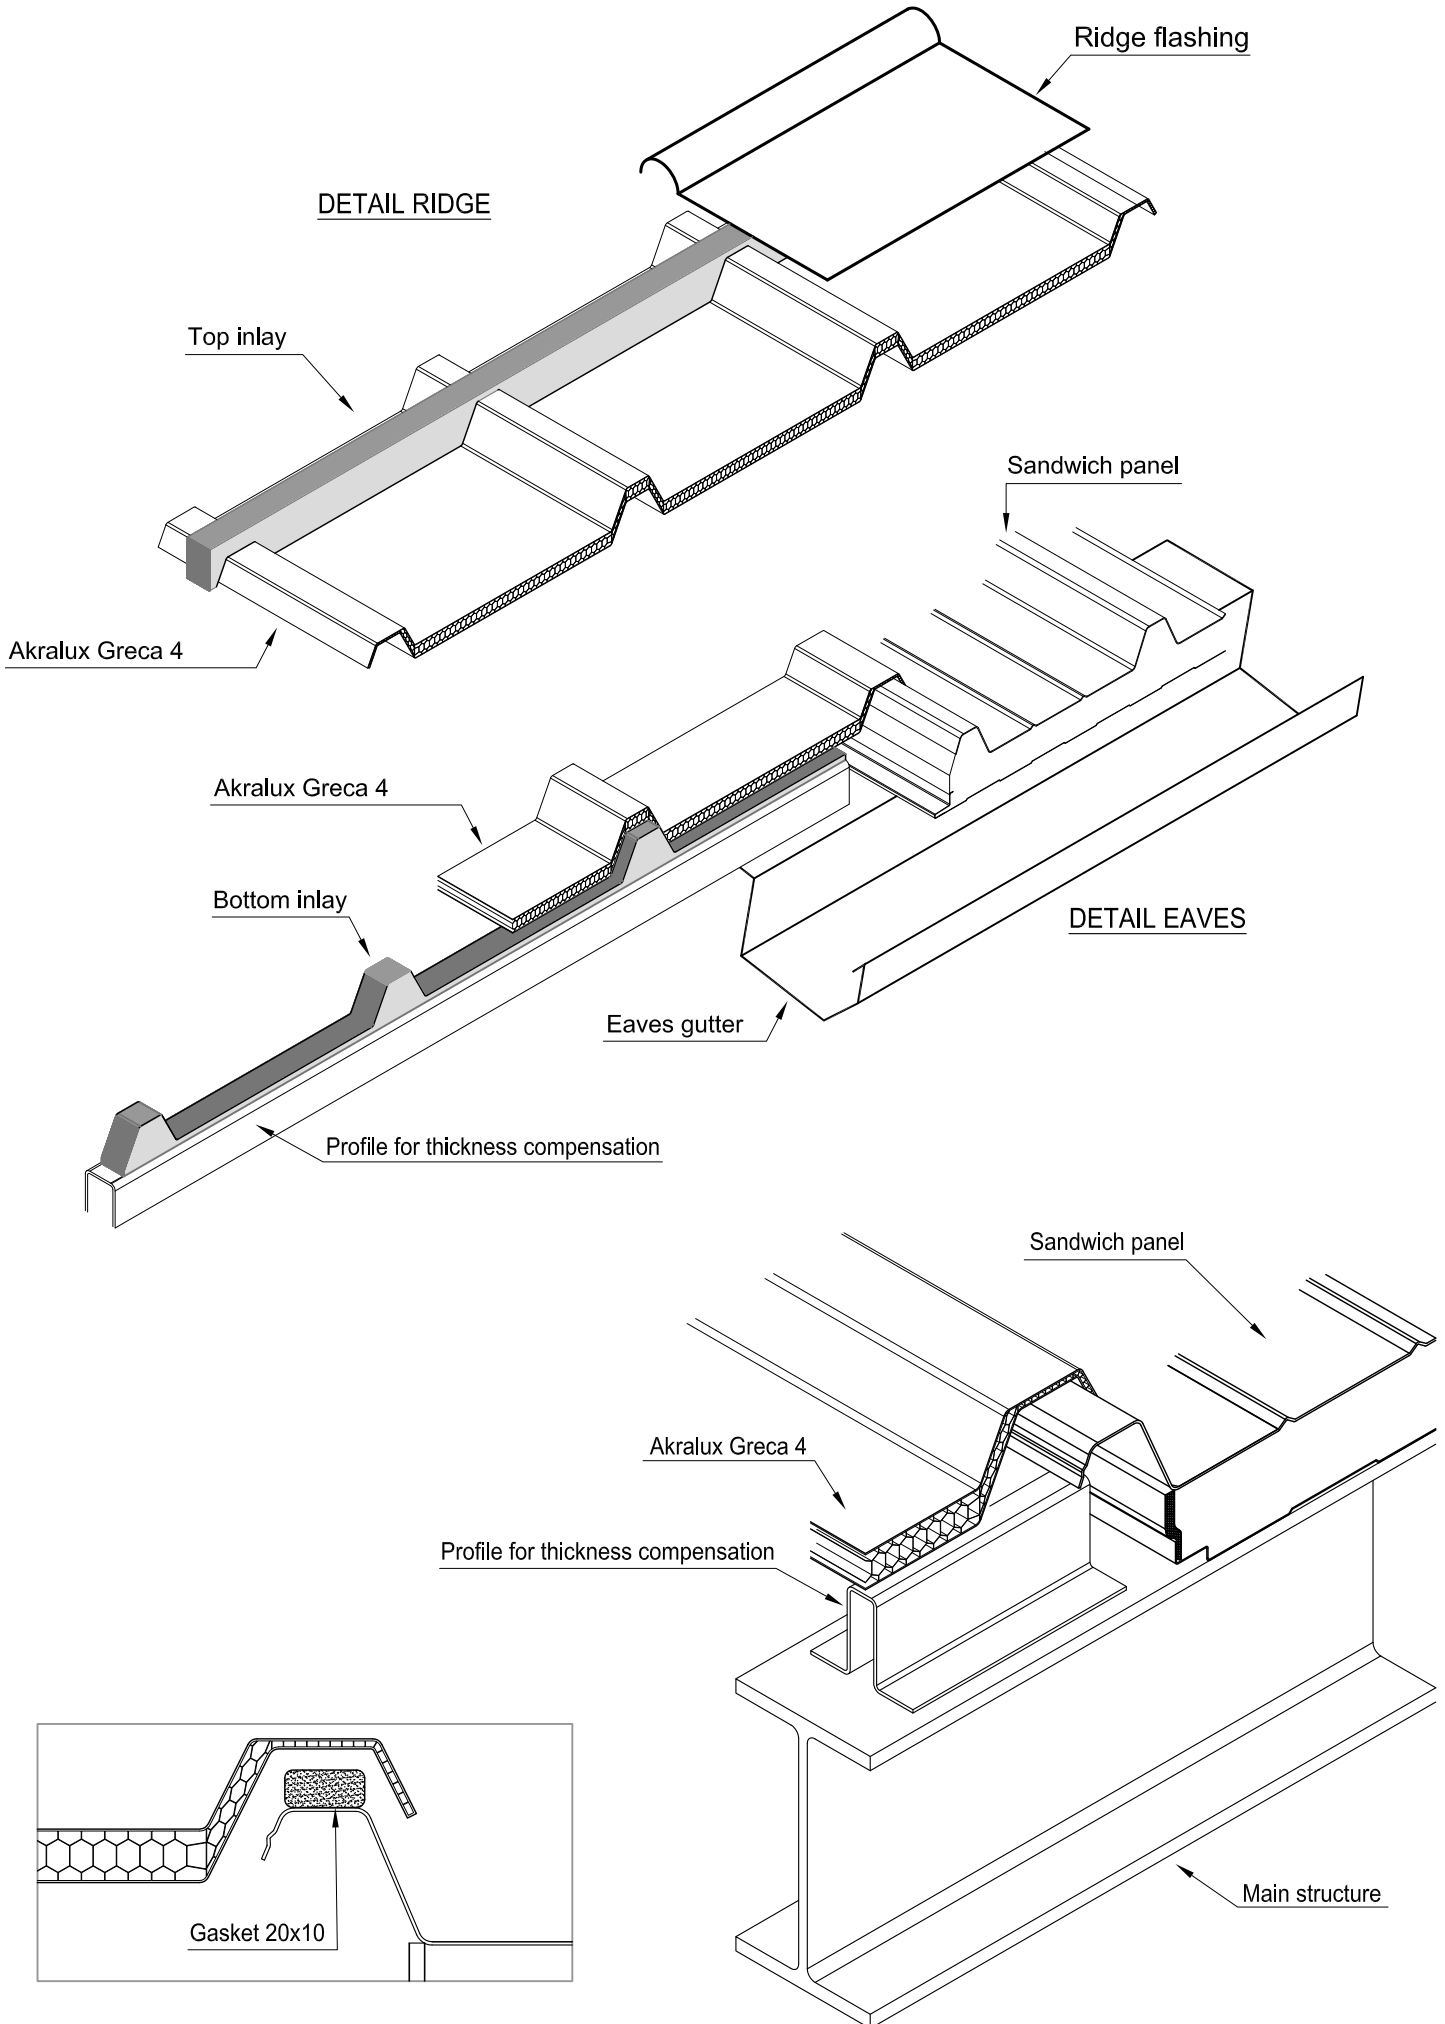 Ridge flashing
DETAIL RIDGE
Top inlay
Sandwich panel
Akralux Greca 4
Akralux Greca 4
Bottom inlay
DETAIL EAVES
Eaves gutter
Profile for thickness compensation
Sandwich panel
Akralux Greca 4
Profile for thickness compensation
Main structure
Gasket 20x10